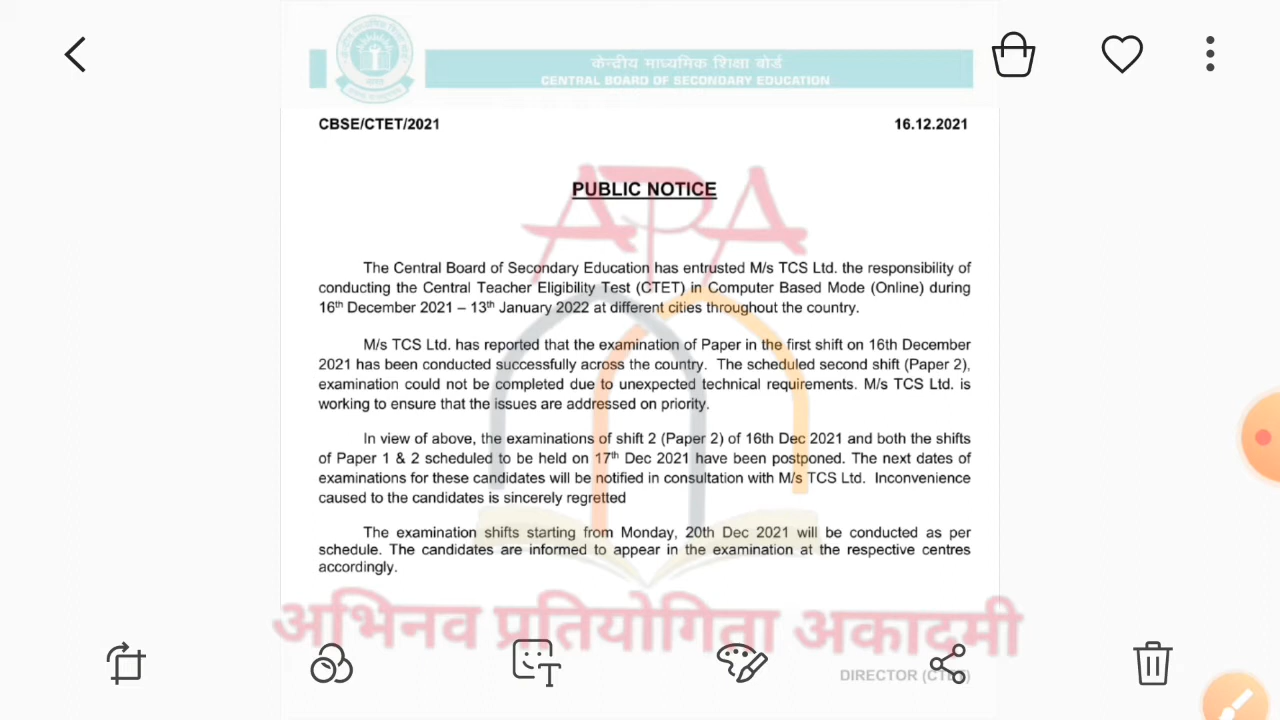 केन्द्रीय माध्यमिक शिक्षा बोर्ड
CENTRAL BOARD OF SECONDARY EDUCATION
CBSE/CTET/2021 16.12.2021
APA
PUBLIC NOTICE
The Central Board of Secondary Education has entrusted M/s TCS Ltd. the responsibility of
conducting the Central Teacher Eligibility Test (CTET) in Computer Based Mode (Online) during
16th December 2021 – 13th January 2022 at different cities throughout the country.
M/s TCS Ltd. has reported that the examination of Paper in the first shift on 16th December
2021 has been conducted successfully across the country. The scheduled second shift (Paper 2),
examination could not be completed due to unexpected technical requirements. M/s TCS Ltd. is
working to ensure that the issues are addressed on priority.
In view of above, the examinations of shift 2 (Paper 2) of 16th Dec 2021 and both the shifts
of Paper 1 & 2 scheduled to be held on 17th Dec 2021 have been postponed. The next dates of
examinations for these candidates will be notified in consultation with M/s TCS Ltd. Inconvenience
caused to the candidates is sincerely regretted
The examination shifts starting from Monday, 20th Dec 2021 will be conducted as per
schedule. The candidates are informed to appear in the examination at the respective centres
accordingly.
अभिनव प्रतियोगिता अकादमी
DIRECTOR (CTET)